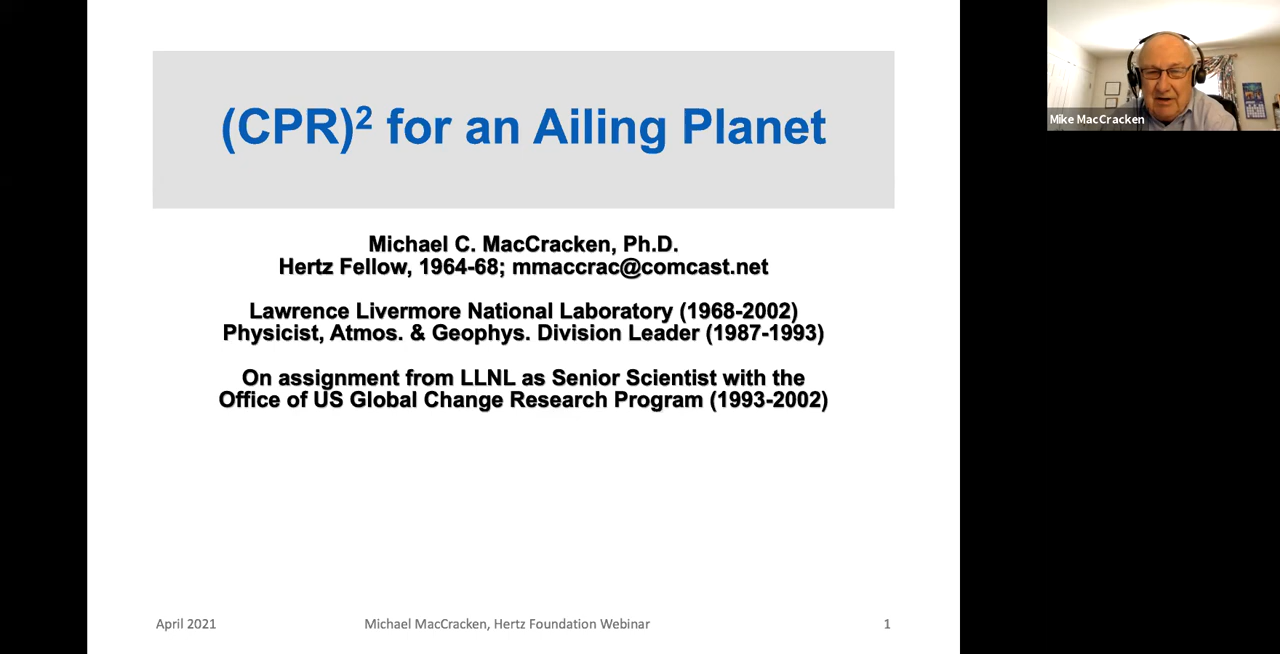 (CPR)² for an Ailing Planet
Michael C. MacCracken, Ph.D.
Hertz Fellow, 1964-68; mmaccrac@comcast.net
Lawrence Livermore National Laboratory (1968-2002)
Physicist, Atmos. & Geophys. Division Leader (1987-1993)
On assignment from LLNL as Senior Scientist with the
Office of US Global Change Research Program (1993-2002)
April 2021
Michael MacCracken, Hertz Foundation Webinar
1
Mike MacCracken